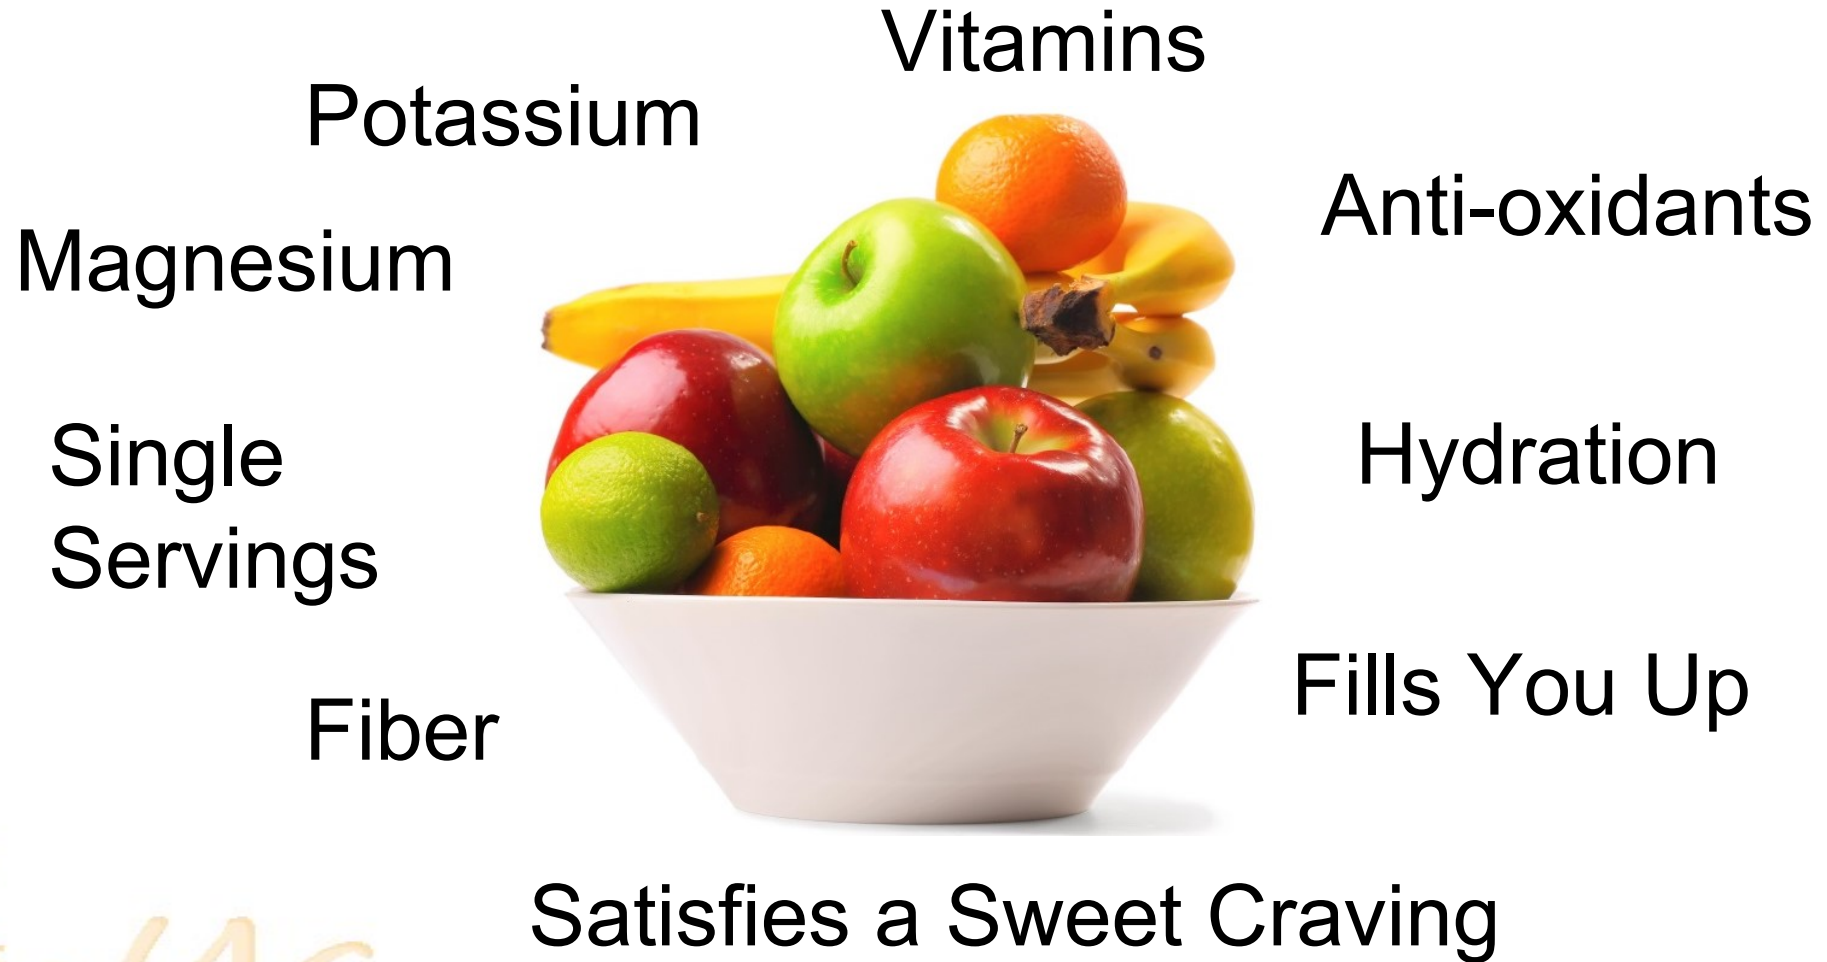 Vitamins
Potassium
Anti-oxidants
Magnesium
Single
Servings
Hydration
Fills You Up
Fiber
Satisfies a Sweet Craving